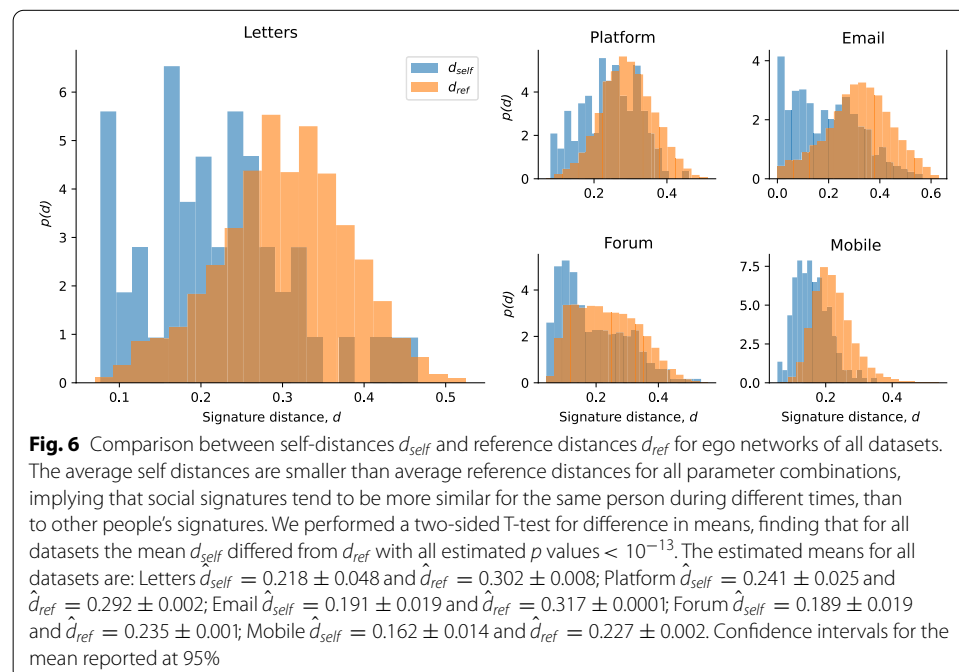 Letters
d_self
d_ref
p(d)
6
5
4
3
2
1
0
0.1 0.2 0.3 0.4 0.5
Signature distance, d
Platform
p(d)
4
2
0
0.2 0.4
Email
4
2
0
0.0 0.2 0.4 0.6
Forum
p(d)
4
2
0
0.2 0.4
Signature distance, d
Mobile
7.5
5.0
2.5
0.0
0.2 0.4
Signature distance, d
Fig. 6 Comparison between self-distances d_self and reference distances d_ref for ego networks of all datasets.
The average self distances are smaller than average reference distances for all parameter combinations,
implying that social signatures tend to be more similar for the same person during different times, than
to other people's signatures. We performed a two-sided T-test for difference in means, finding that for all
datasets the mean d_self differed from d_ref with all estimated p values < 10⁻¹³. The estimated means for all
datasets are: Letters d̂_self = 0.218 ± 0.048 and d̂_ref = 0.302 ± 0.008; Platform d̂_self = 0.241 ± 0.025 and
d̂_ref = 0.292 ± 0.002; Email d̂_self = 0.191 ± 0.019 and d̂_ref = 0.317 ± 0.0001; Forum d̂_self = 0.189 ± 0.019
and d̂_ref = 0.235 ± 0.001; Mobile d̂_self = 0.162 ± 0.014 and d̂_ref = 0.227 ± 0.002. Confidence intervals for the
mean reported at 95%